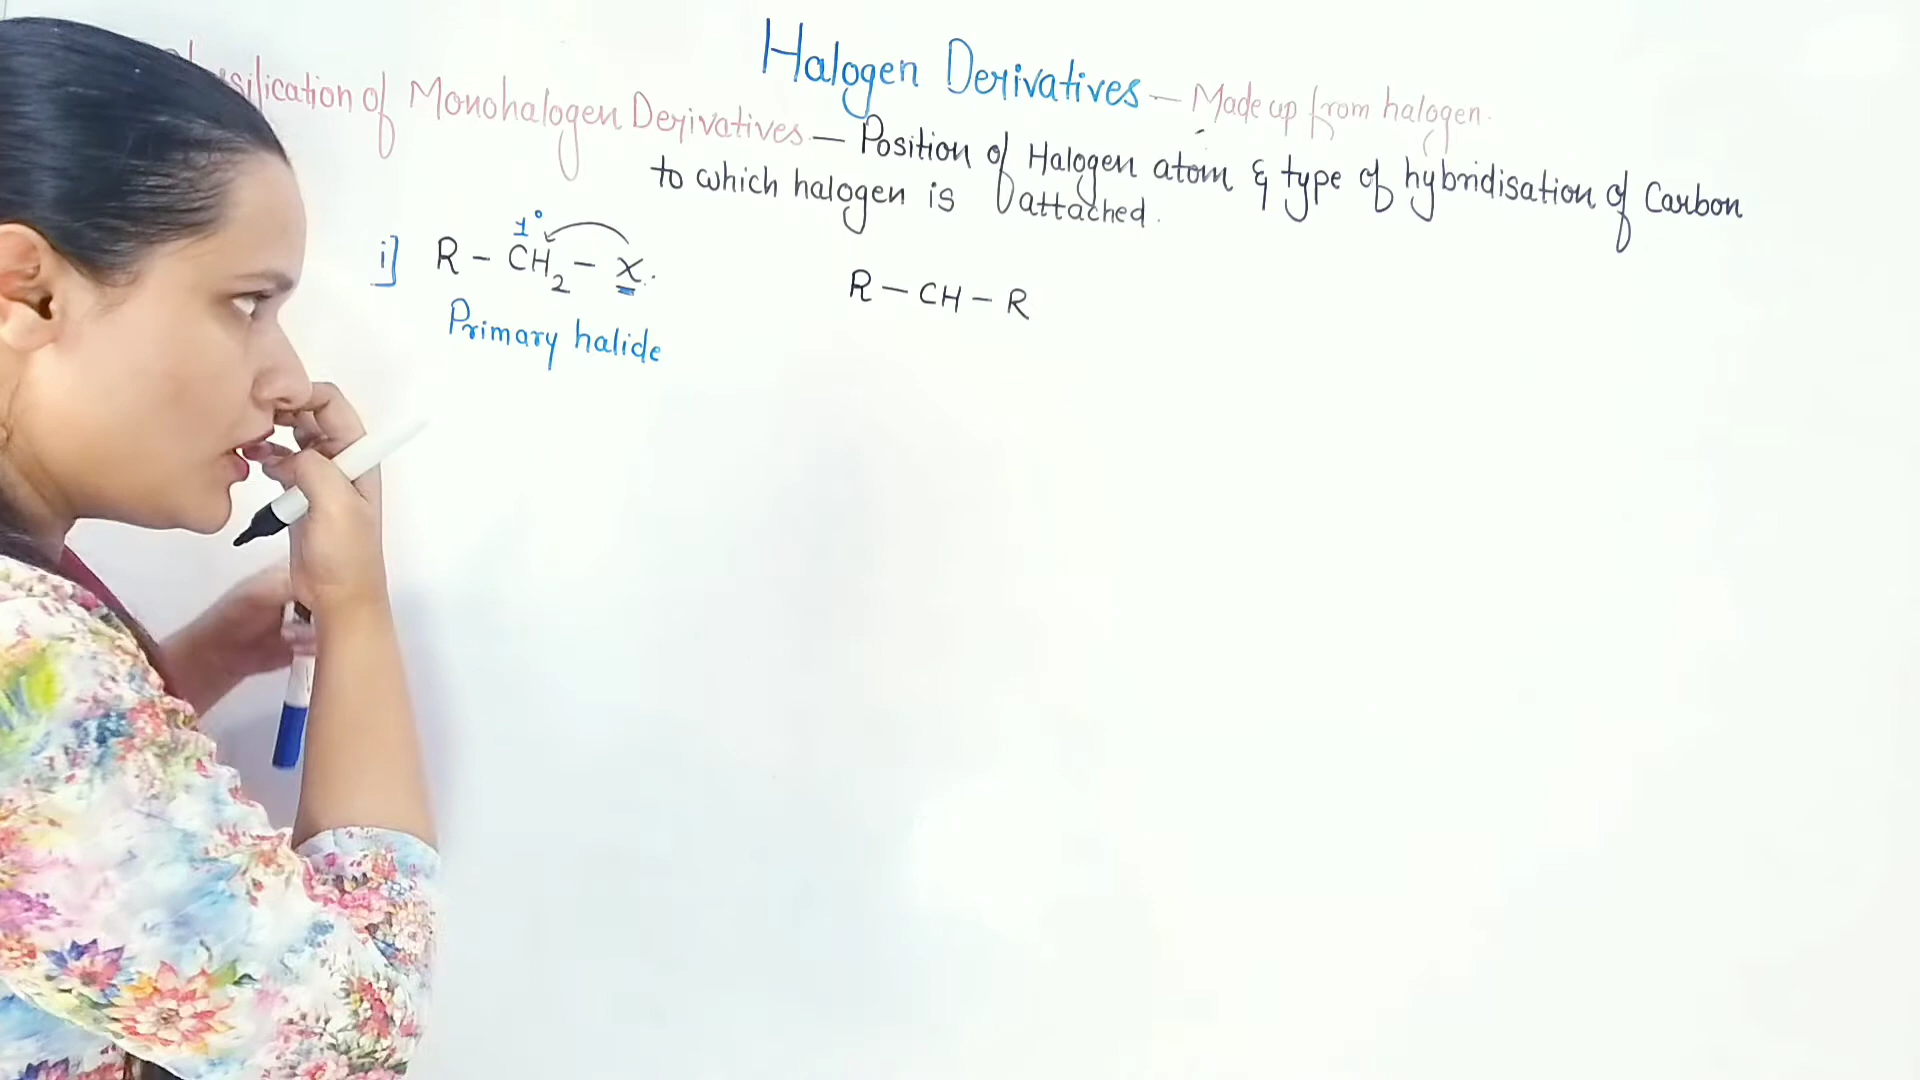 Halogen Derivatives — Made up from halogen.
of Monohalogen Derivatives — Position of Halogen atom & type of hybridisation of Carbon
to which halogen is attached.
1°
i] R - CH₂ - X.
R - CH - R
Primary halide